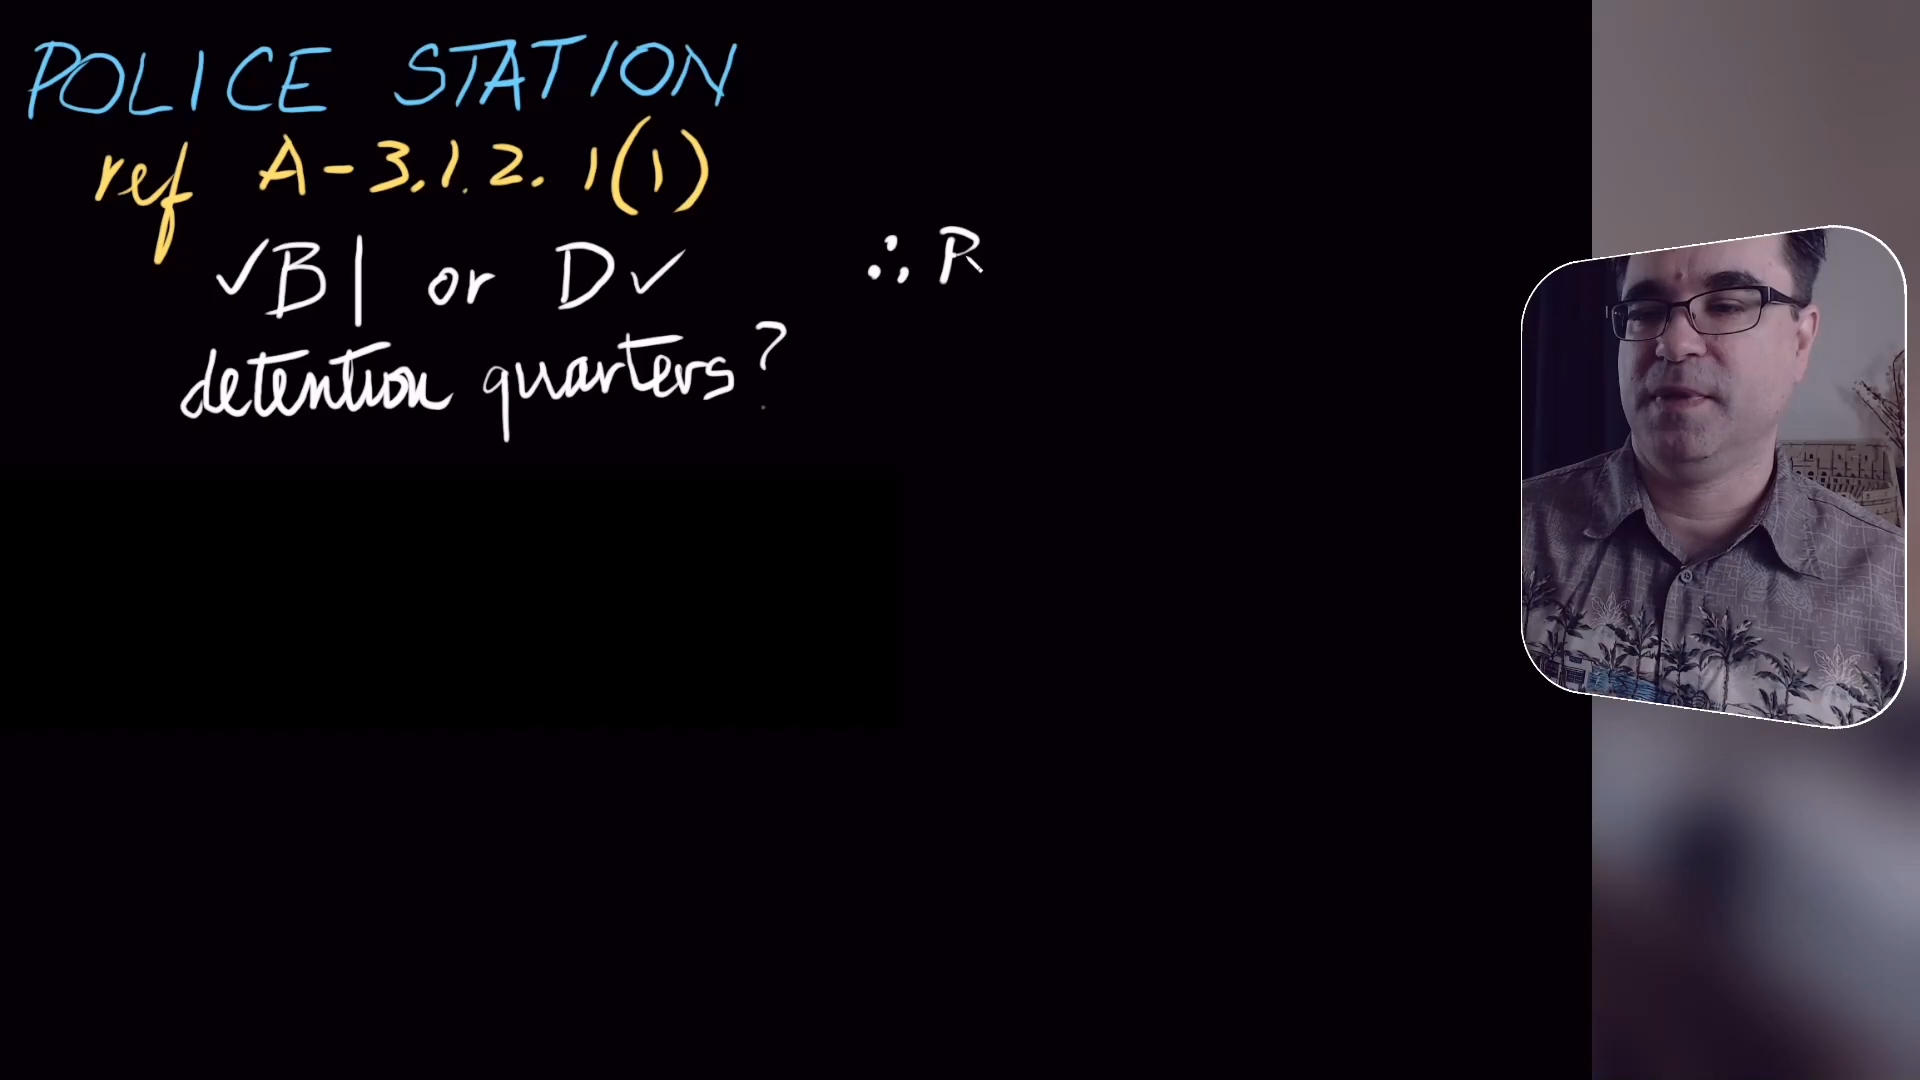 POLICE STATION
ref A-3.1.2.1(1)
✓B1 or D✓ ∴ R
detention quarters?